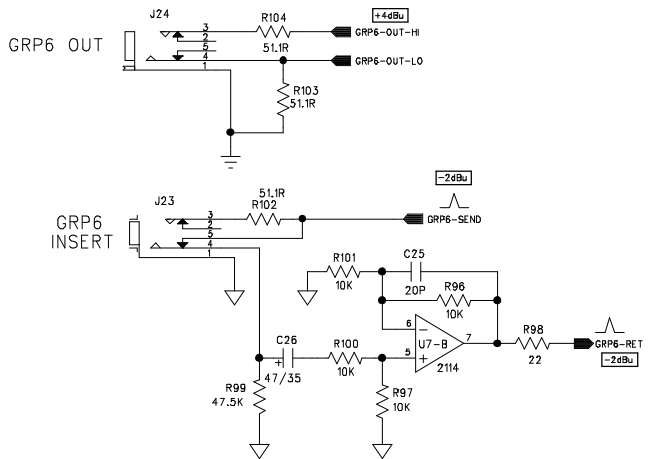 J24
R104
+4dBu
GRP6 OUT
3
2
5
4
1
51.1R
GRP6-OUT-HI
GRP6-OUT-LO
R103
51.1R
J23
51.1R
R102
-2dBu
GRP6 INSERT
3
2
5
4
1
GRP6-SEND
R101
10K
C25
20P
R96
10K
6
-
U7-B
7
5
+
2114
R98
22
GRP6-RET
-2dBu
C26
+
47/35
R100
10K
R99
47.5K
R97
10K